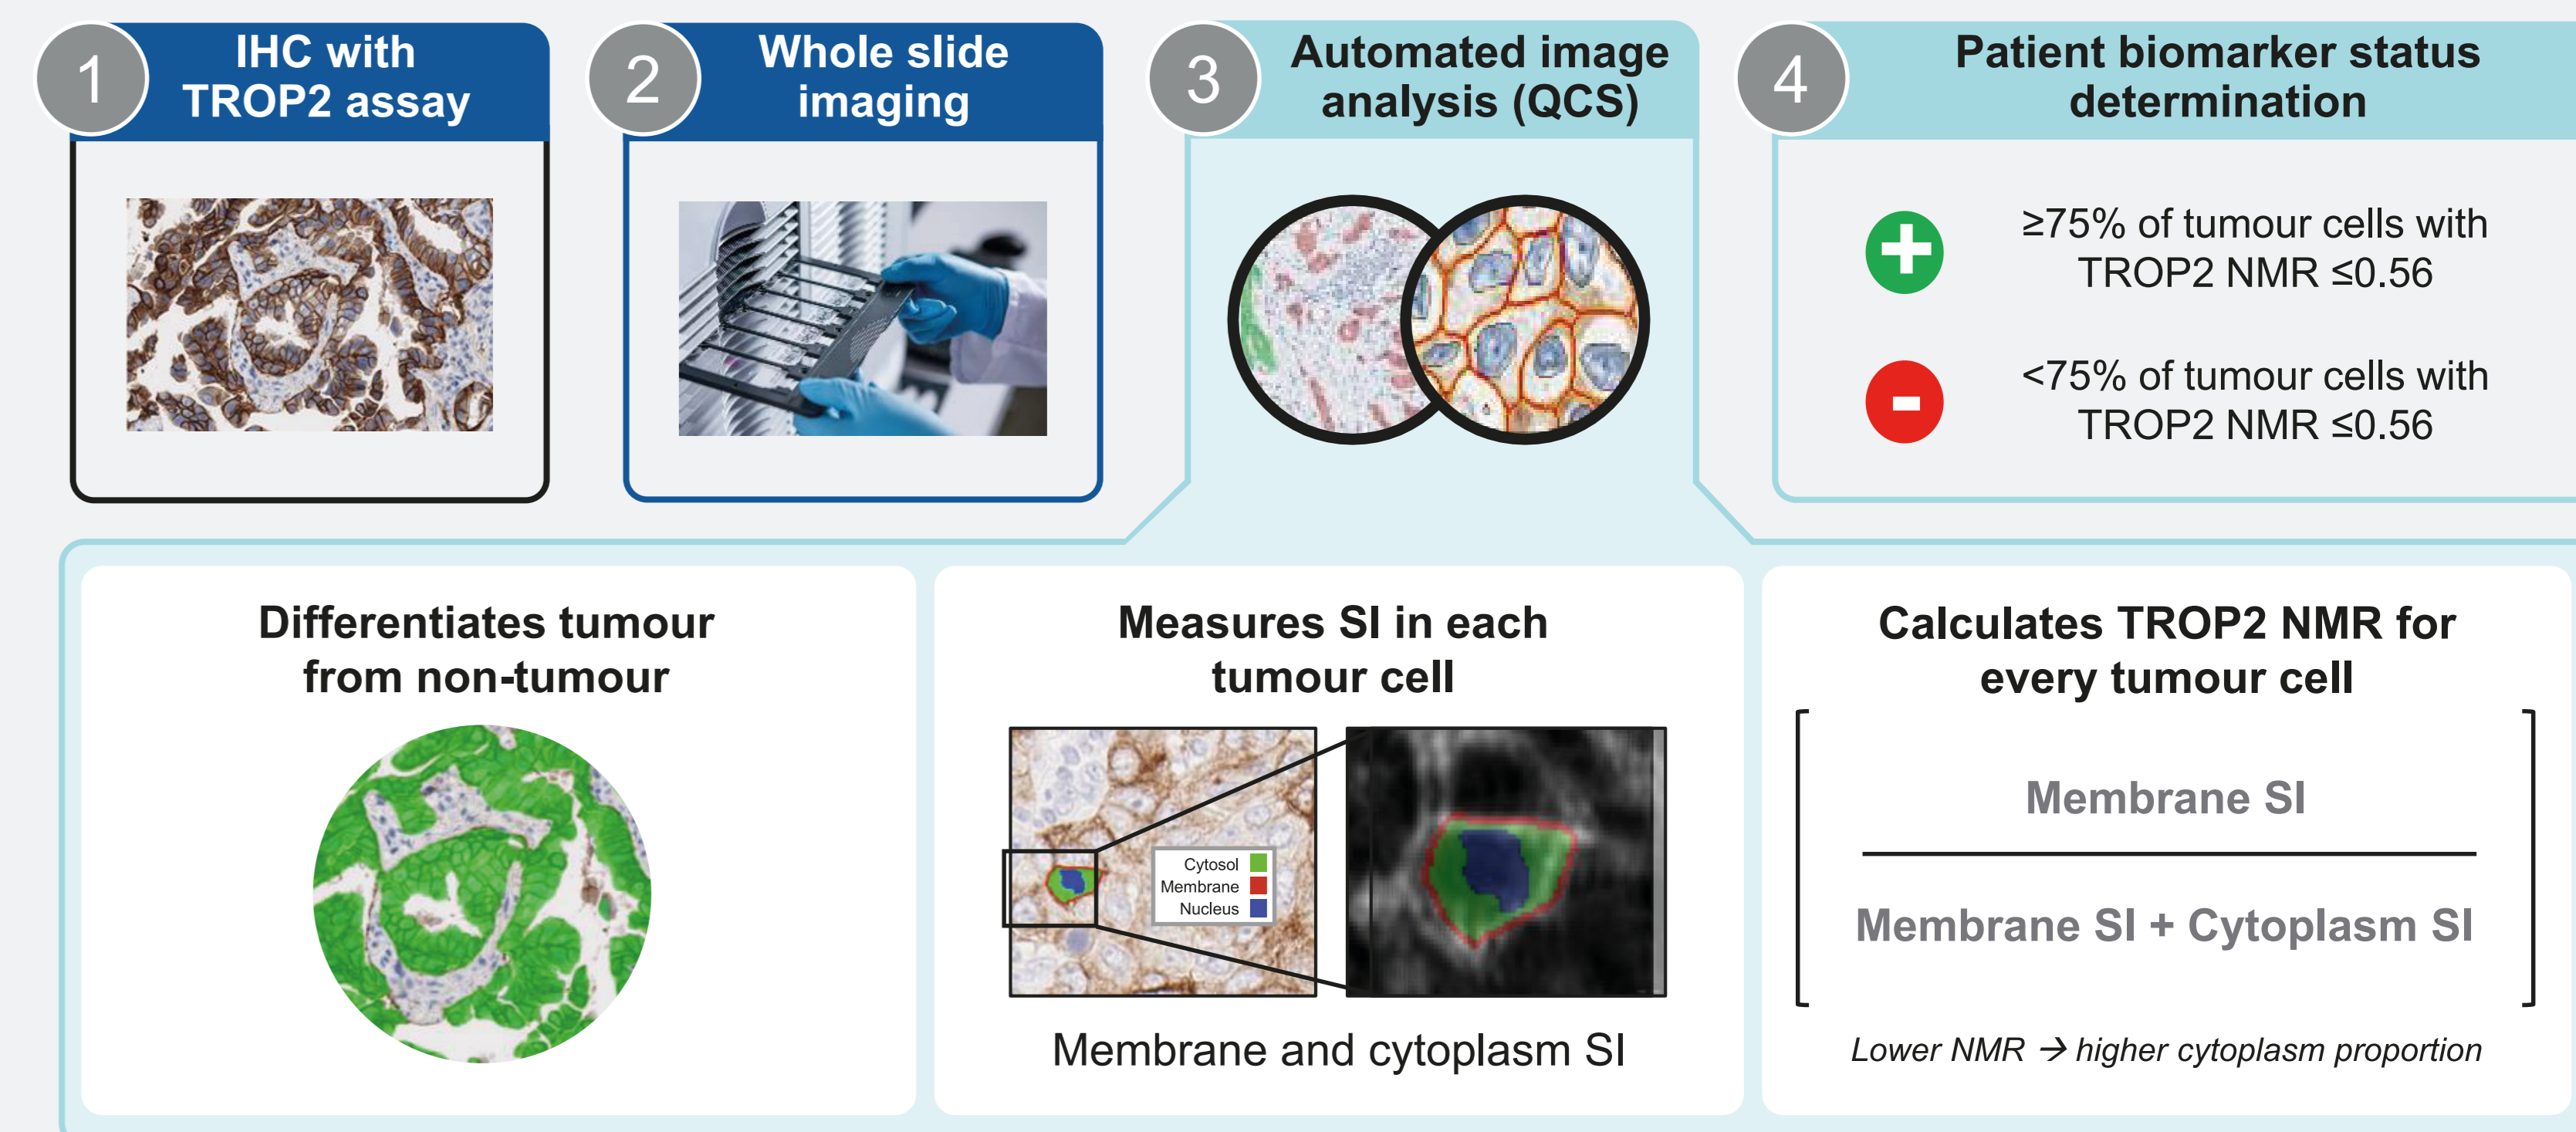 1
IHC with
TROP2 assay
2
Whole slide
imaging
3
Automated image
analysis (QCS)
4
Patient biomarker status
determination
+
≥75% of tumour cells with
TROP2 NMR ≤0.56
-
<75% of tumour cells with
TROP2 NMR ≤0.56
Differentiates tumour
from non-tumour
Measures SI in each
tumour cell
Cytosol
Membrane
Nucleus
Membrane and cytoplasm SI
Calculates TROP2 NMR for
every tumour cell
Membrane SI
Membrane SI + Cytoplasm SI
Lower NMR → higher cytoplasm proportion